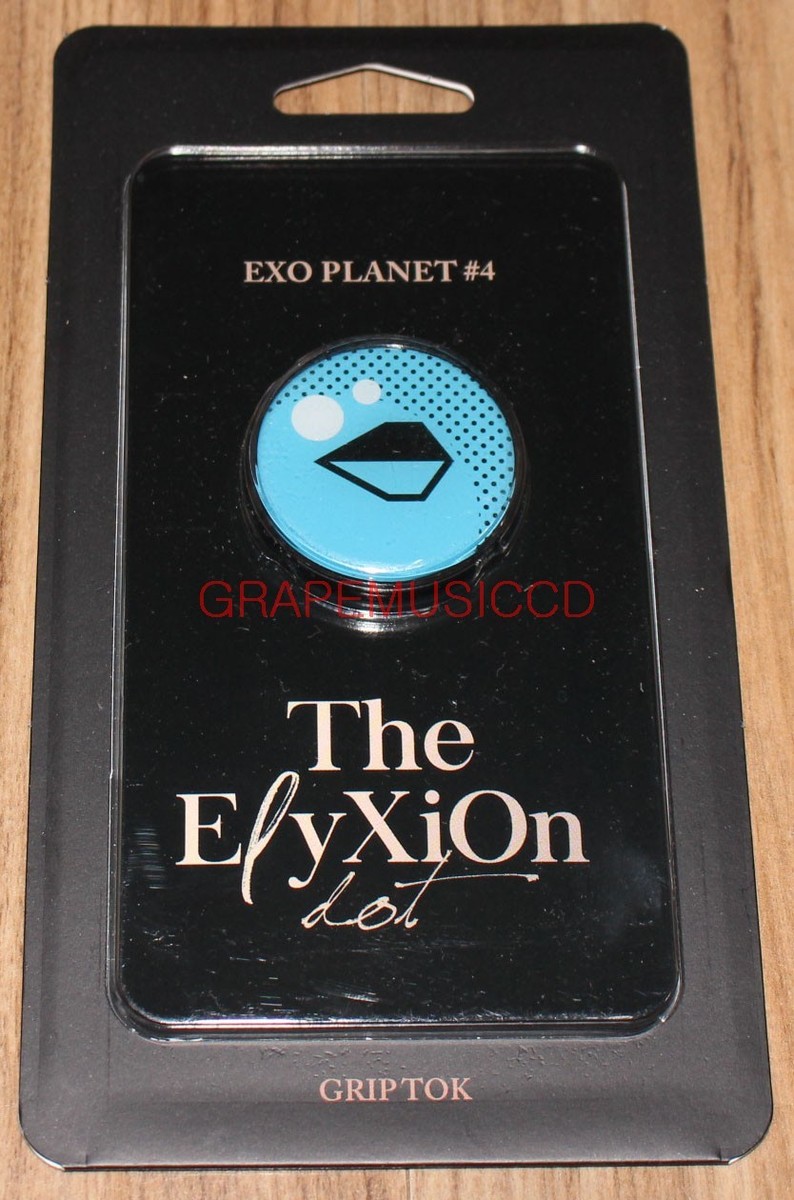 EXO PLANET #4
GRAPEMUSICCD
The
ElyXiOn
dot
GRIP TOK